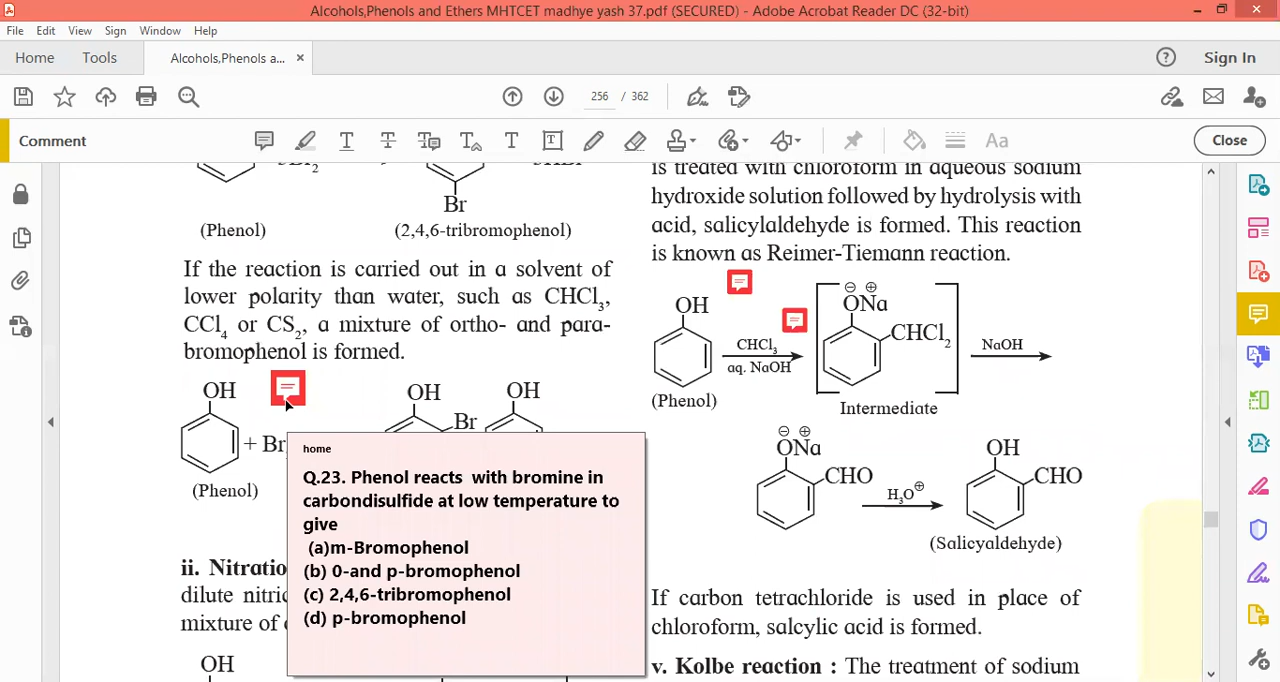 Alcohols,Phenols and Ethers MHTCET madhye yash 37.pdf (SECURED) - Adobe Acrobat Reader DC (32-bit)
File Edit View Sign Window Help
Home Tools Alcohols,Phenols a... × Sign In
256 / 362
Comment Close
Br
(Phenol) (2,4,6-tribromophenol)
If the reaction is carried out in a solvent of
lower polarity than water, such as CHCl3,
CCl4 or CS2, a mixture of ortho- and para-
bromophenol is formed.
OH OH OH
Br
+ Br
(Phenol)
home
Q.23. Phenol reacts with bromine in
carbondisulfide at low temperature to
give
(a)m-Bromophenol
(b) 0-and p-bromophenol
(c) 2,4,6-tribromophenol
(d) p-bromophenol
ii. Nitratio
dilute nitric
mixture of
OH
is treated with chloroform in aqueous sodium
hydroxide solution followed by hydrolysis with
acid, salicylaldehyde is formed. This reaction
is known as Reimer-Tiemann reaction.
OH
⊖ ⊕
ONa
CHCl2
CHCl3
aq. NaOH
NaOH
(Phenol)
Intermediate
⊖ ⊕
ONa OH
CHO CHO
H3O⊕
(Salicyaldehyde)
If carbon tetrachloride is used in place of
chloroform, salcylic acid is formed.
v. Kolbe reaction : The treatment of sodium